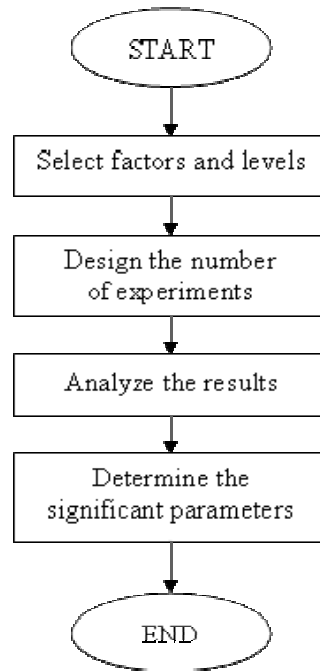 START
Select factors and levels
Design the number
of experiments
Analyze the results
Determine the
significant parameters
END